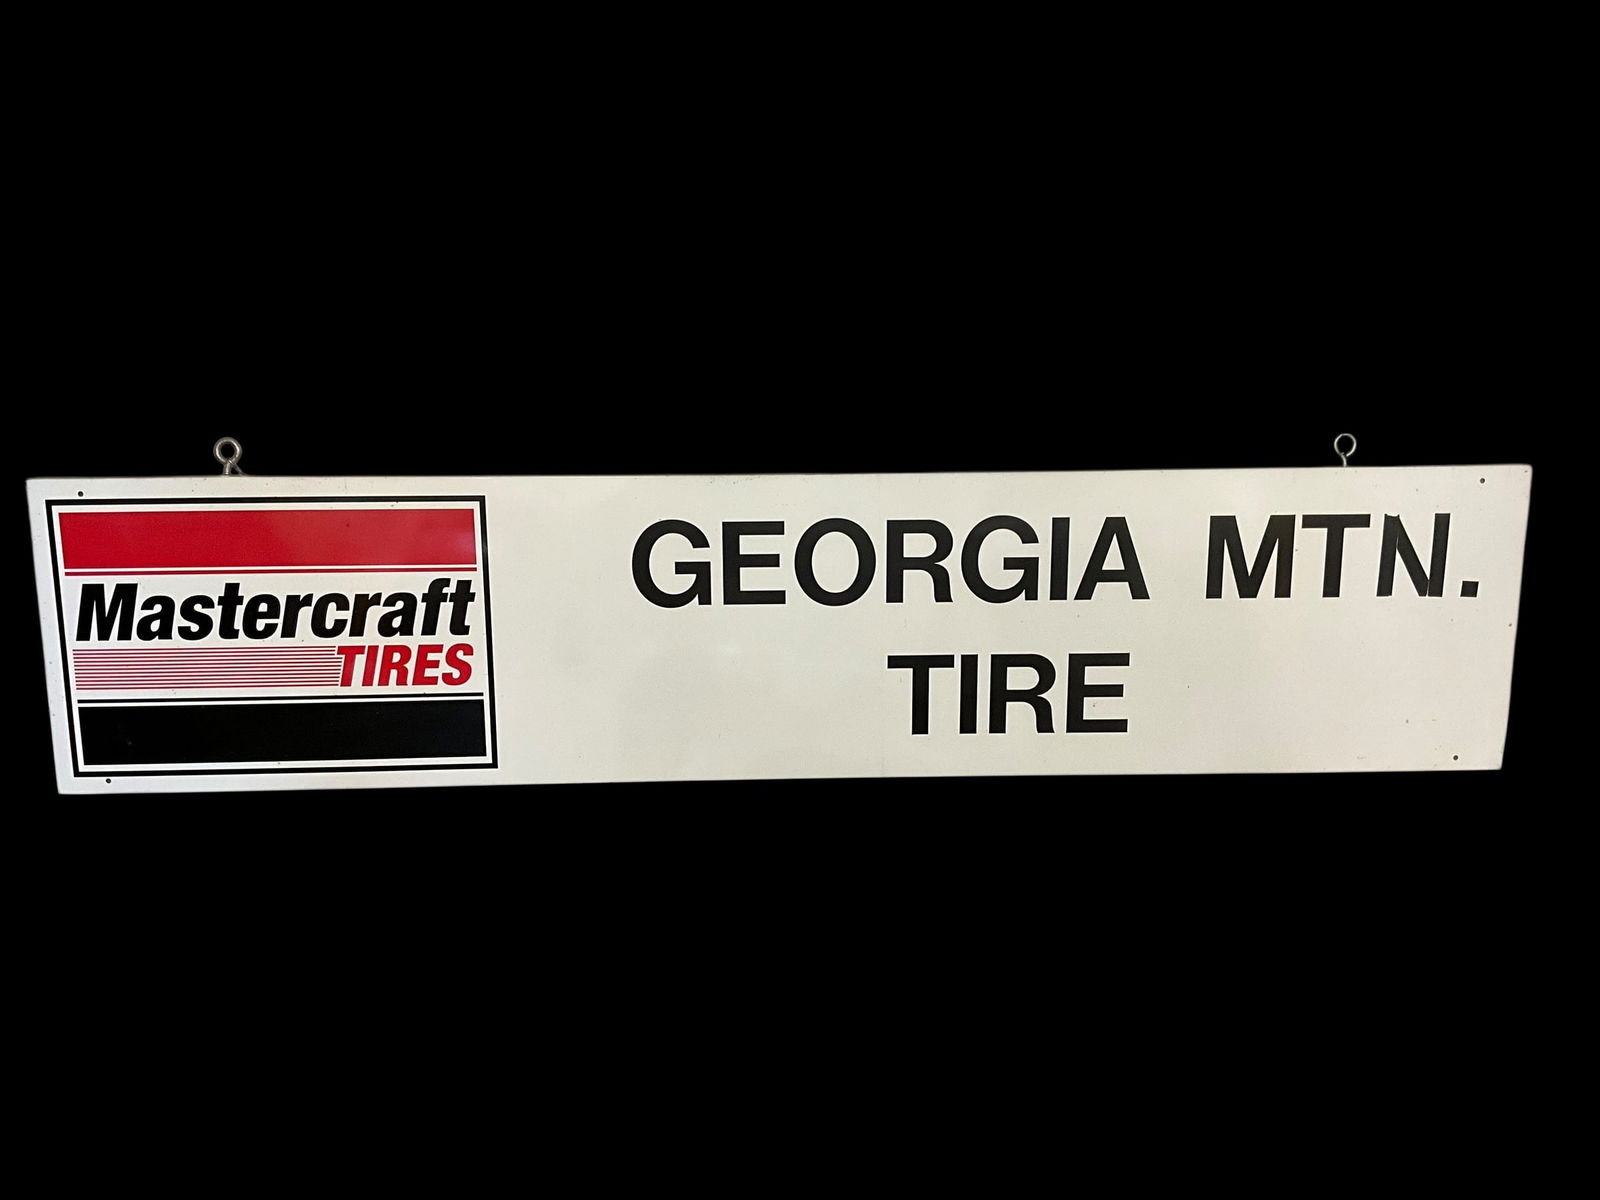 Mastercraft
TIRES
GEORGIA MTN.
TIRE